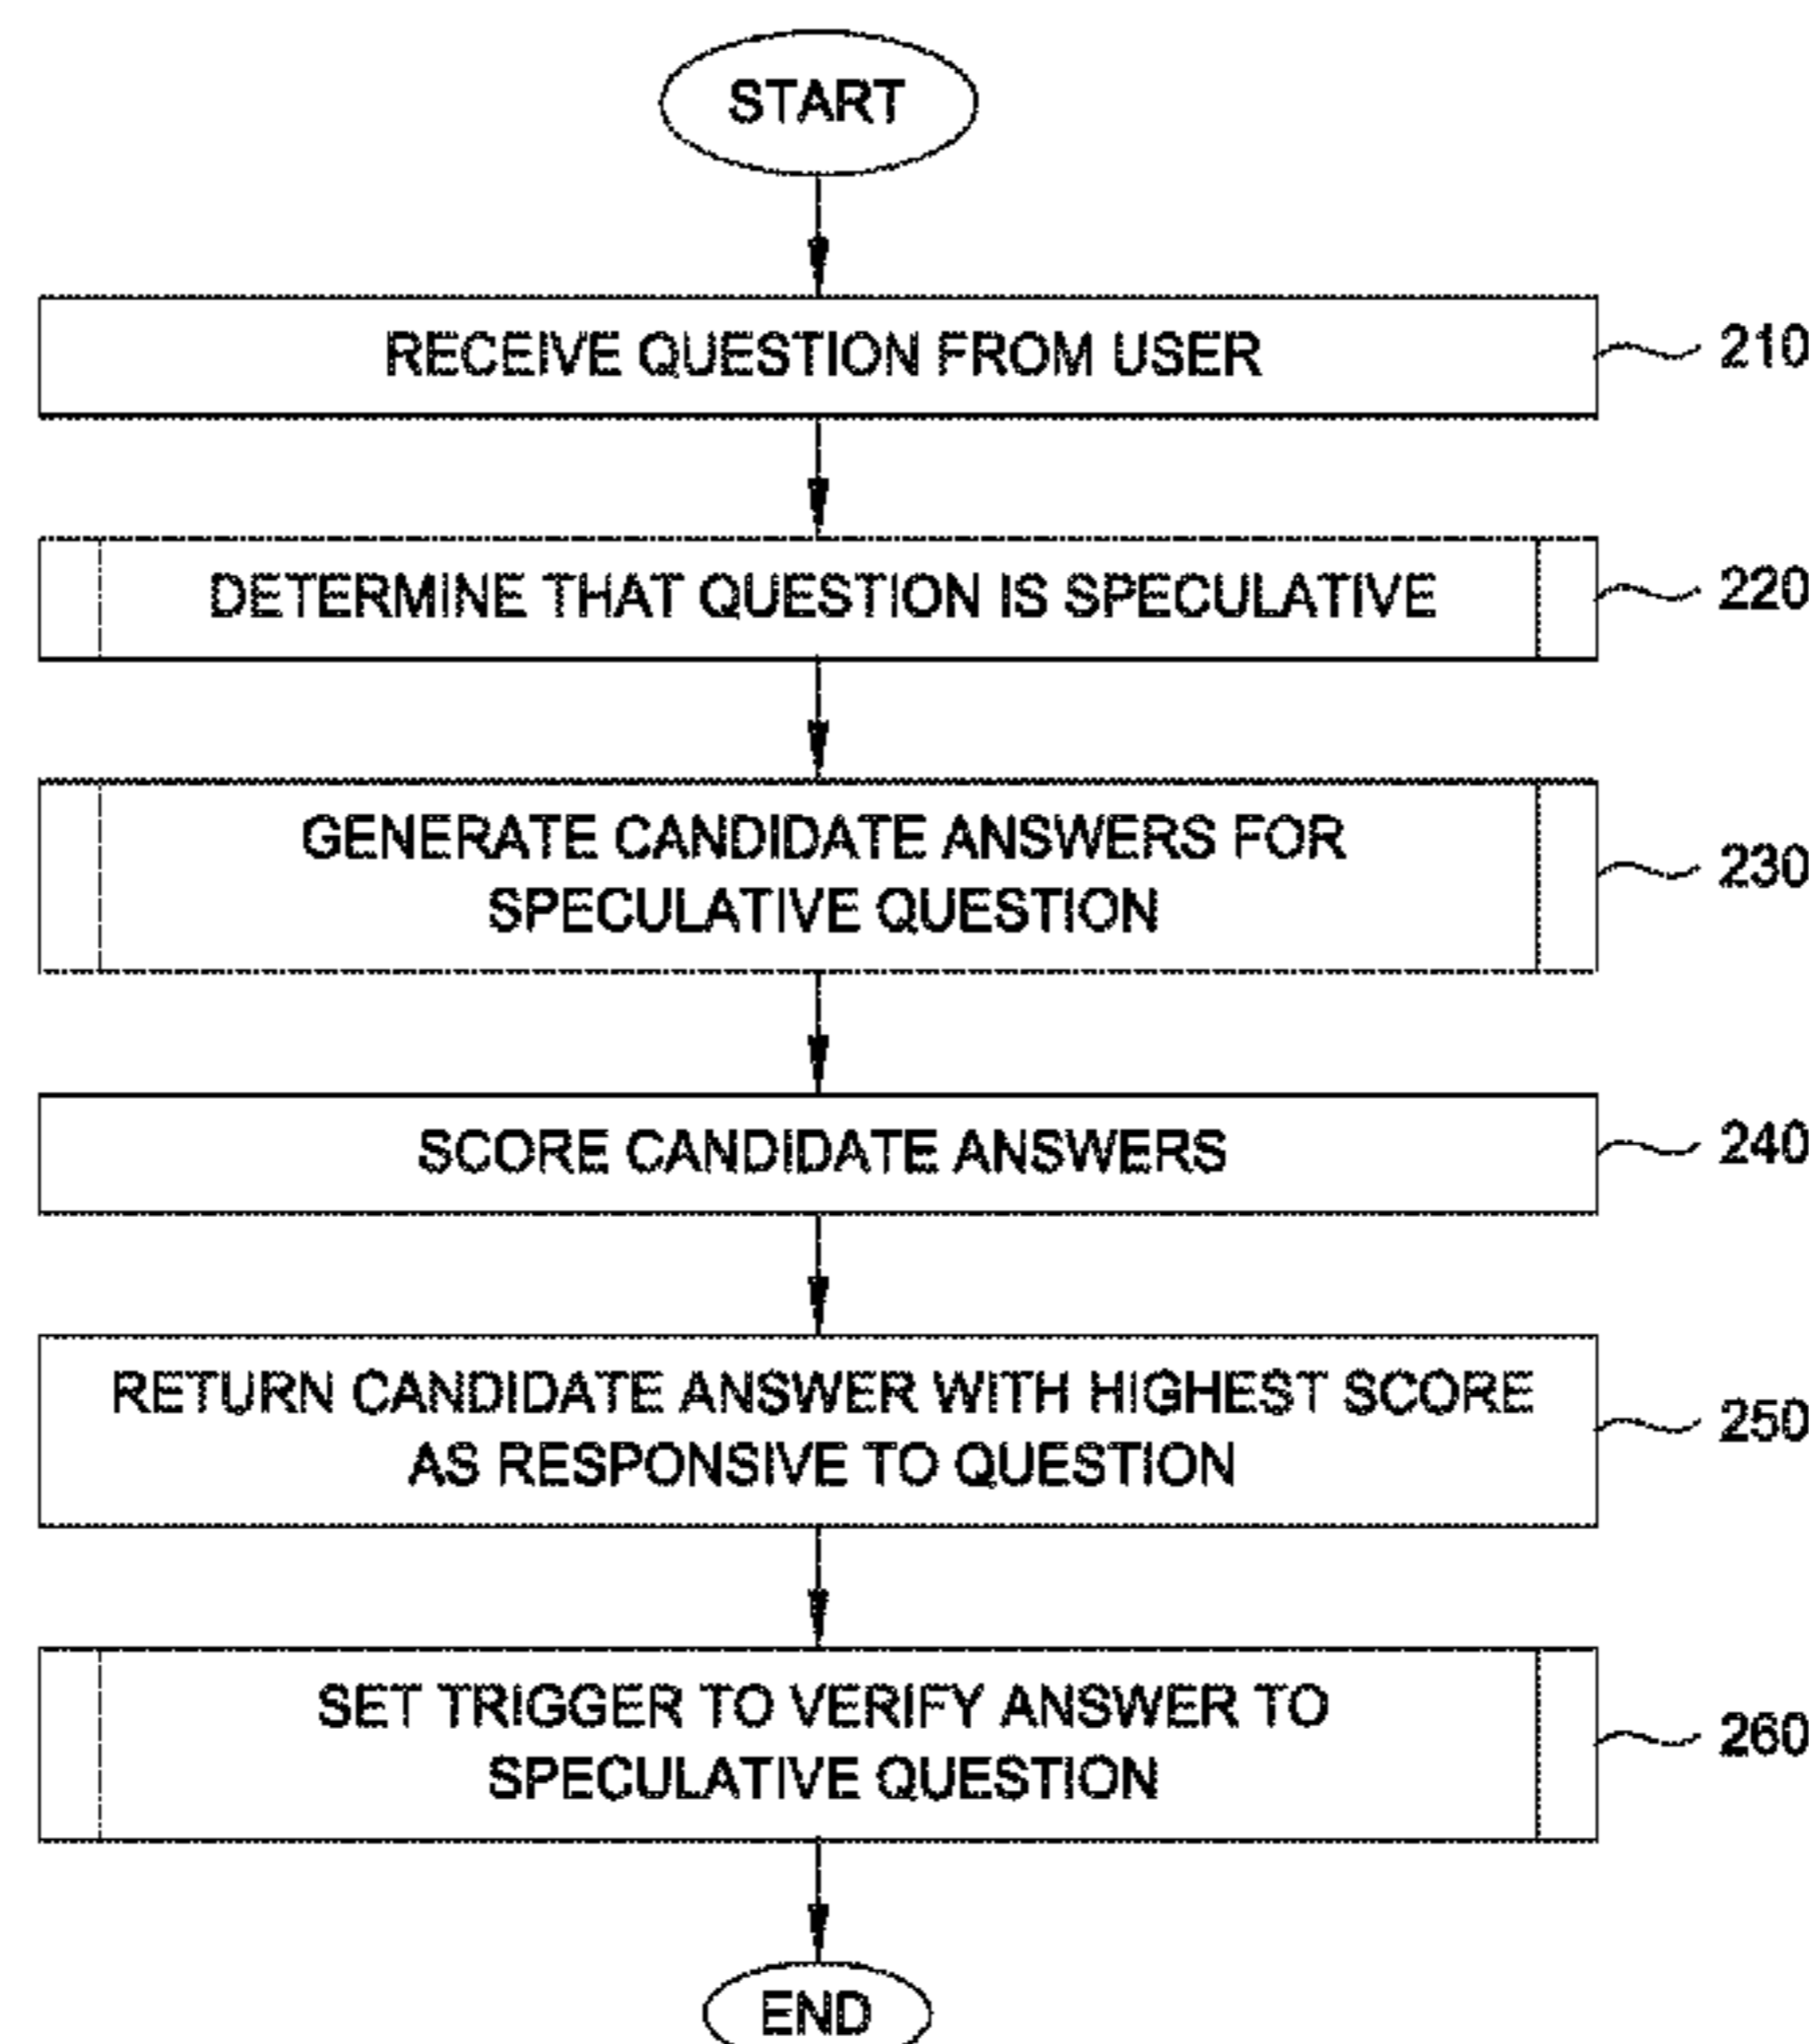 START
RECEIVE QUESTION FROM USER
210
DETERMINE THAT QUESTION IS SPECULATIVE
220
GENERATE CANDIDATE ANSWERS FOR
SPECULATIVE QUESTION
230
SCORE CANDIDATE ANSWERS
240
RETURN CANDIDATE ANSWER WITH HIGHEST SCORE
AS RESPONSIVE TO QUESTION
250
SET TRIGGER TO VERIFY ANSWER TO
SPECULATIVE QUESTION
260
END